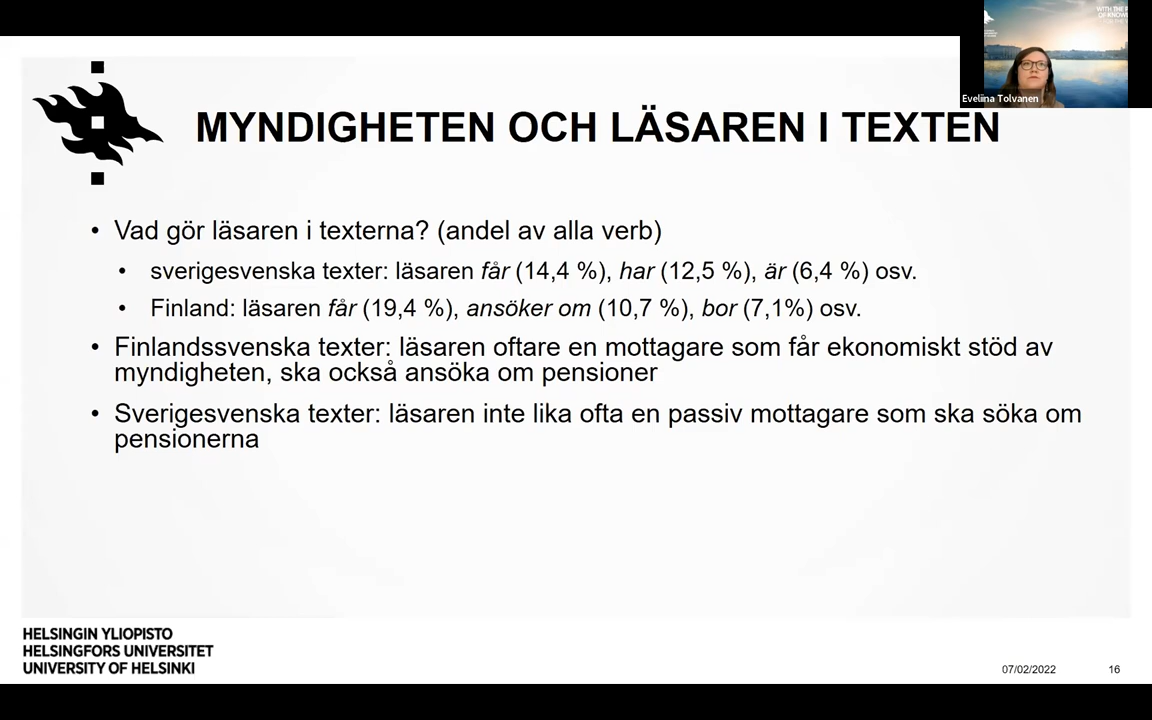 WITH THE P
OF KNOW
Eveliina Tolvanen
MYNDIGHETEN OCH LÄSAREN I TEXTEN
• Vad gör läsaren i texterna? (andel av alla verb)
• sverigesvenska texter: läsaren får (14,4 %), har (12,5 %), är (6,4 %) osv.
• Finland: läsaren får (19,4 %), ansöker om (10,7 %), bor (7,1%) osv.
• Finlandssvenska texter: läsaren oftare en mottagare som får ekonomiskt stöd av
myndigheten, ska också ansöka om pensioner
• Sverigesvenska texter: läsaren inte lika ofta en passiv mottagare som ska söka om
pensionerna
HELSINGIN YLIOPISTO
HELSINGFORS UNIVERSITET
UNIVERSITY OF HELSINKI
07/02/2022
16